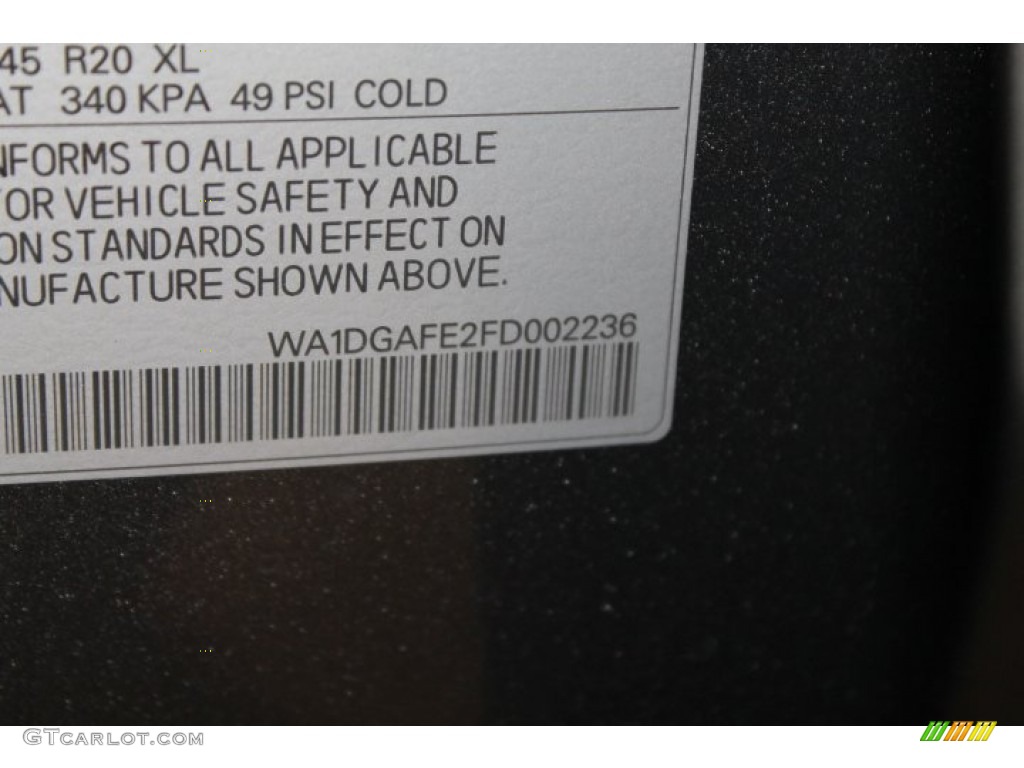 45 R20 XL
AT 340 KPA 49 PSI COLD
NFORMS TO ALL APPLICABLE
OR VEHICLE SAFETY AND
ON STANDARDS IN EFFECT ON
NUFACTURE SHOWN ABOVE.
WA1DGAFE2FD002236
GTCarlot.com